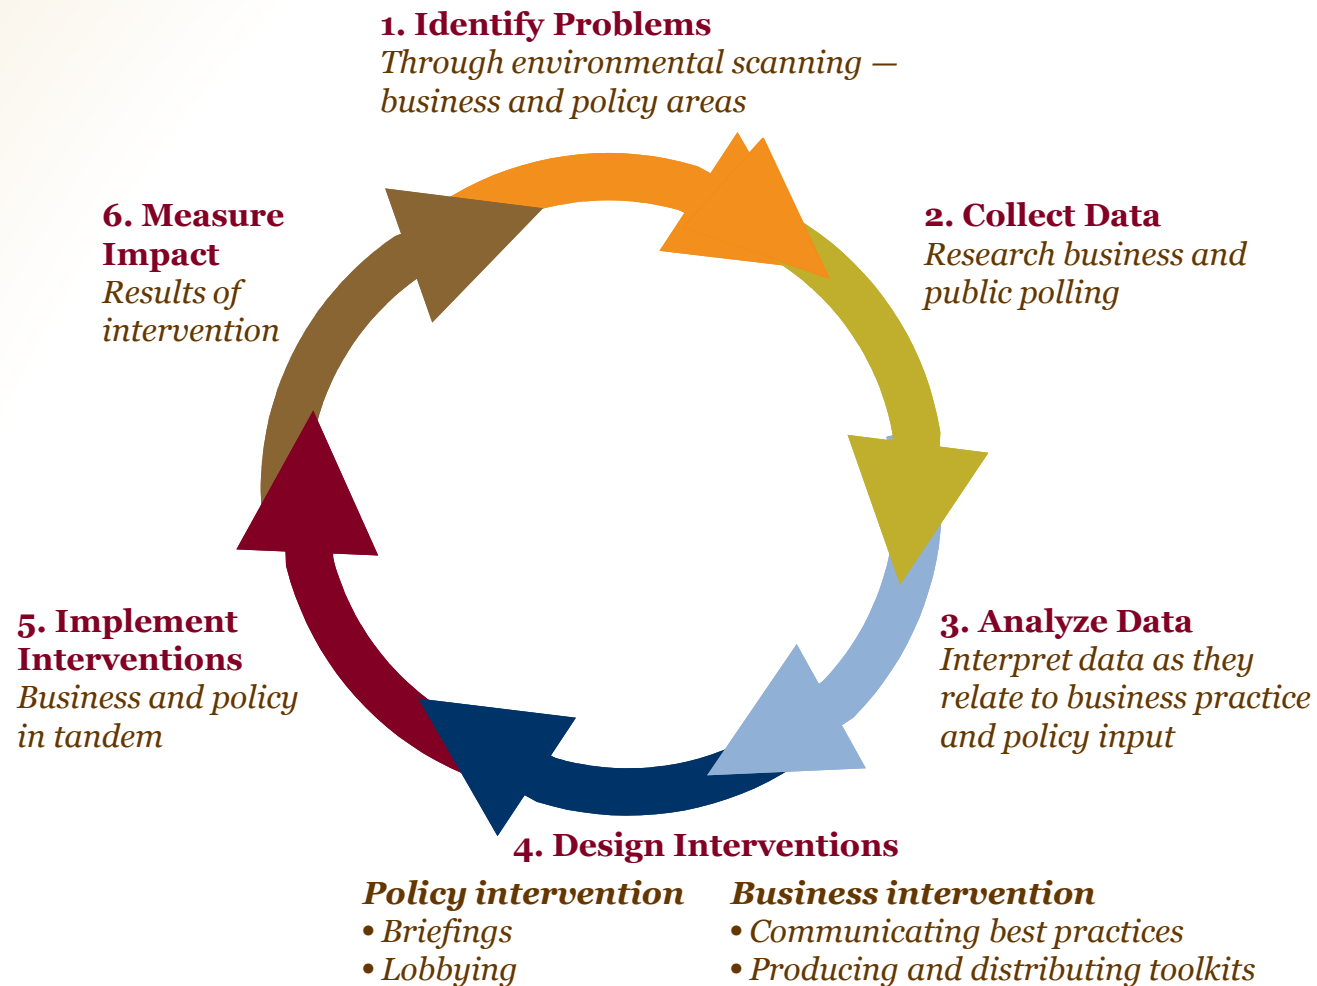 1. Identify Problems
Through environmental scanning —
business and policy areas
2. Collect Data
Research business and
public polling
3. Analyze Data
Interpret data as they
relate to business practice
and policy input
4. Design Interventions
Policy intervention
• Briefings
• Lobbying
Business intervention
• Communicating best practices
• Producing and distributing toolkits
5. Implement
Interventions
Business and policy
in tandem
6. Measure
Impact
Results of
intervention